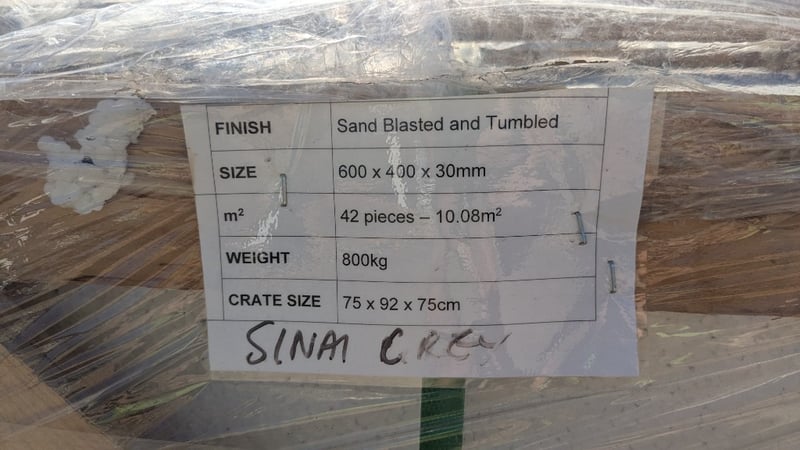 FINISH Sand Blasted and Tumbled
SIZE 600 x 400 x 30mm
m² 42 pieces – 10.08m²
WEIGHT 800kg
CRATE SIZE 75 x 92 x 75cm
SINAI